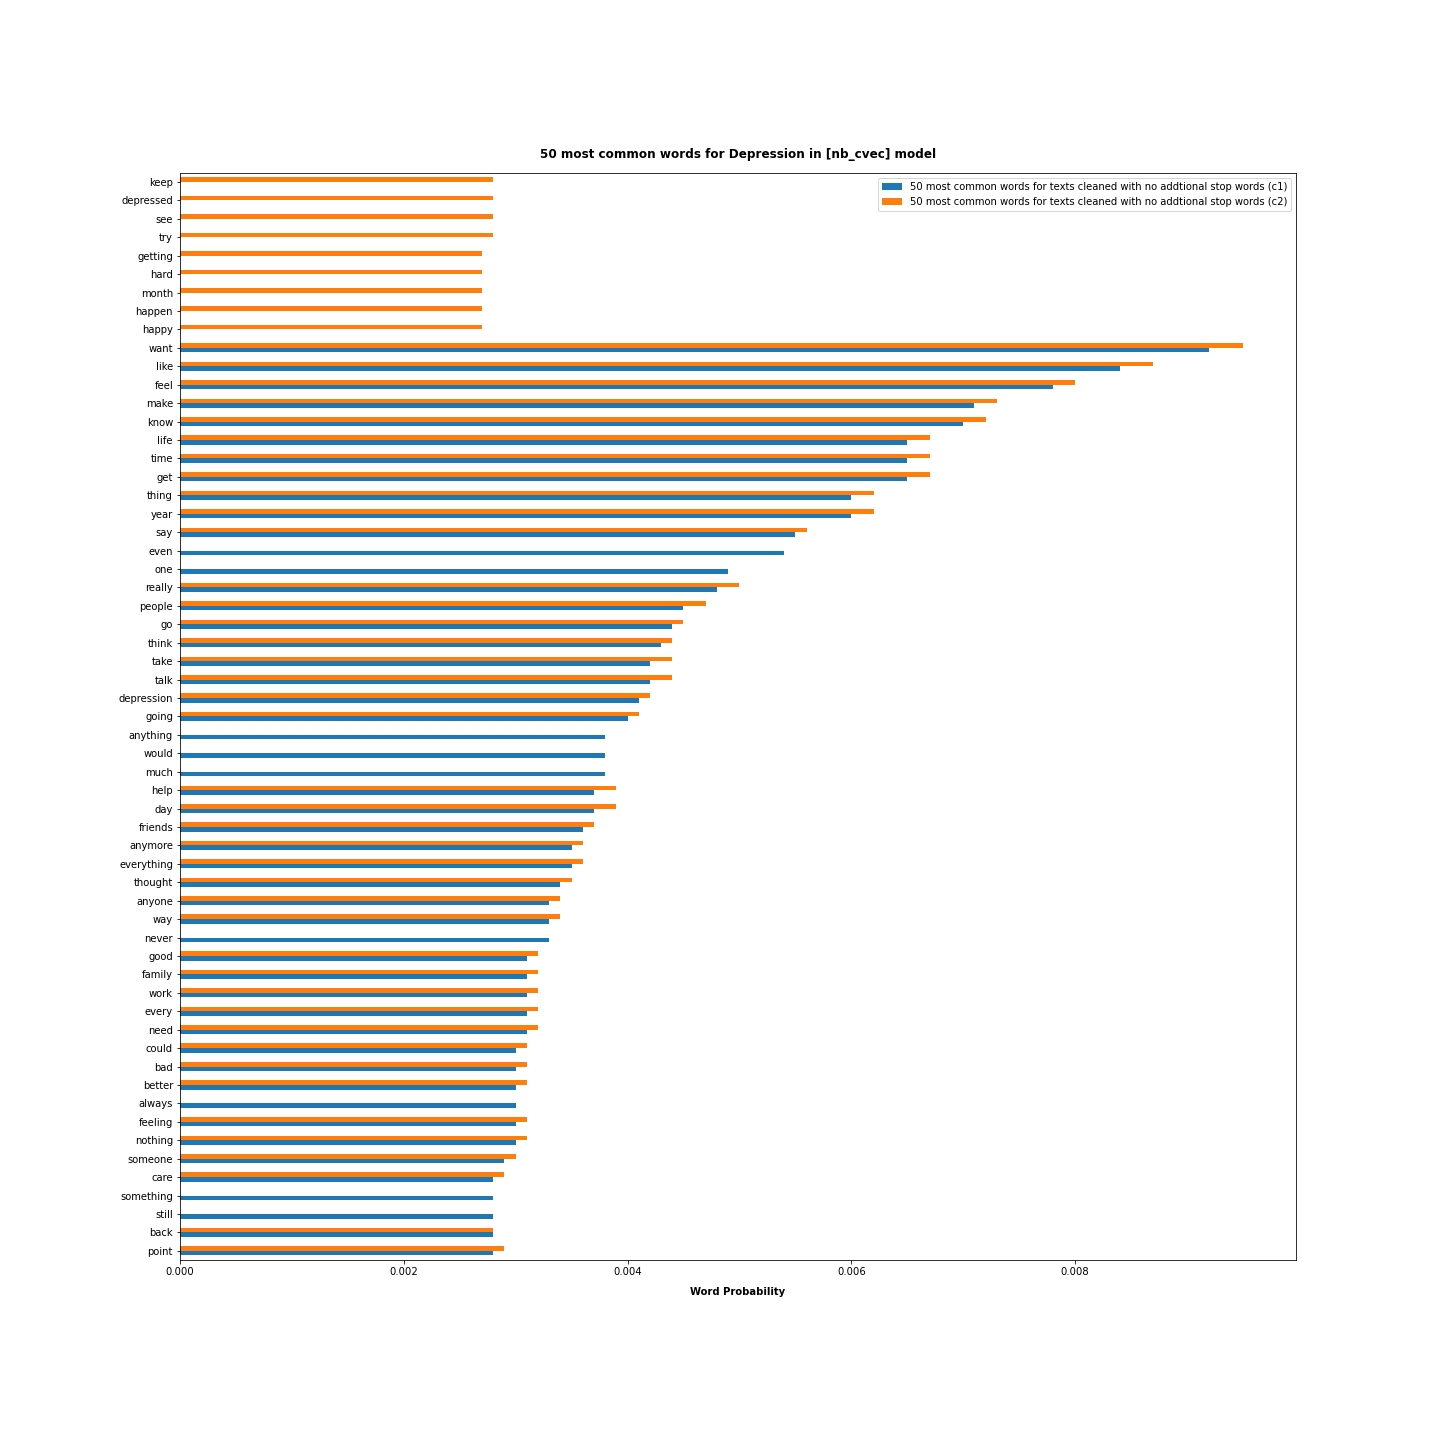 50 most common words for Depression in [nb_cvec] model
50 most common words for texts cleaned with no addtional stop words (c1)
50 most common words for texts cleaned with no addtional stop words (c2)
keep
depressed
see
try
getting
hard
month
happen
happy
want
like
feel
make
know
life
time
get
thing
year
say
even
one
really
people
go
think
take
talk
depression
going
anything
would
much
help
day
friends
anymore
everything
thought
anyone
way
never
good
family
work
every
need
could
bad
better
always
feeling
nothing
someone
care
something
still
back
point
0.000 0.002 0.004 0.006 0.008
Word Probability